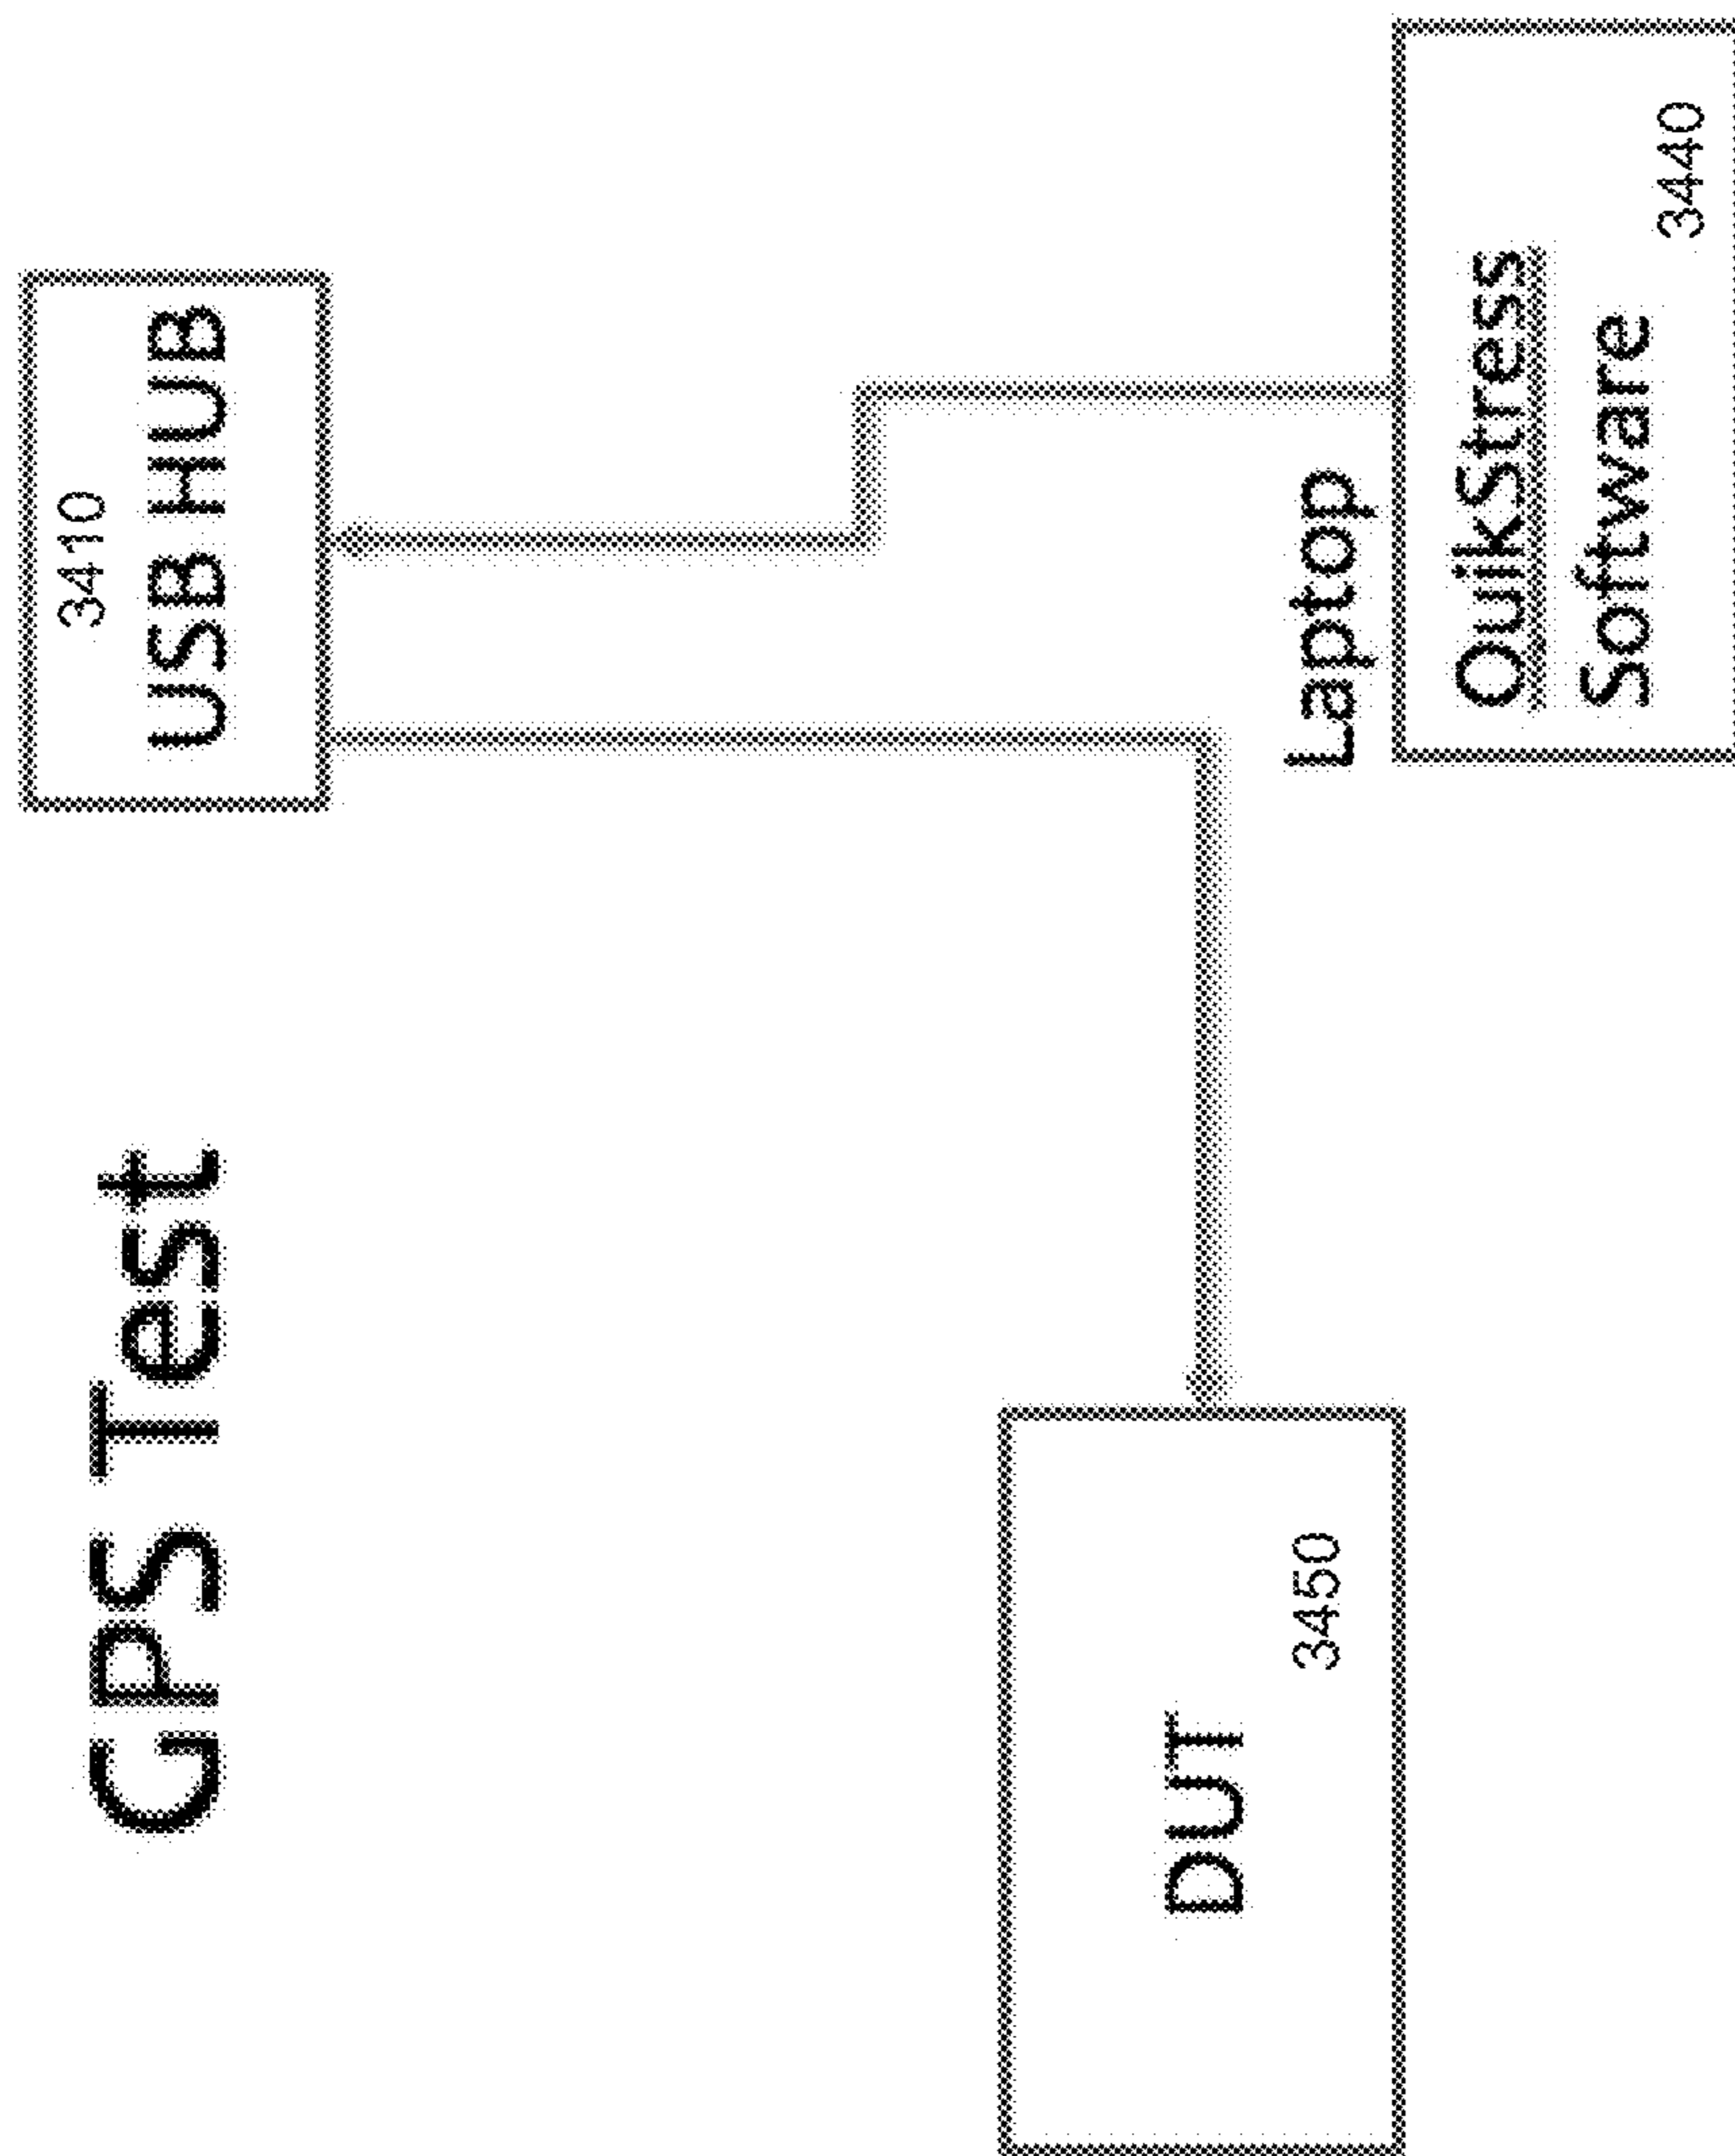 GPS Test
3410
USB HUB
DUT
3450
Laptop
QuikStress
Software
3440